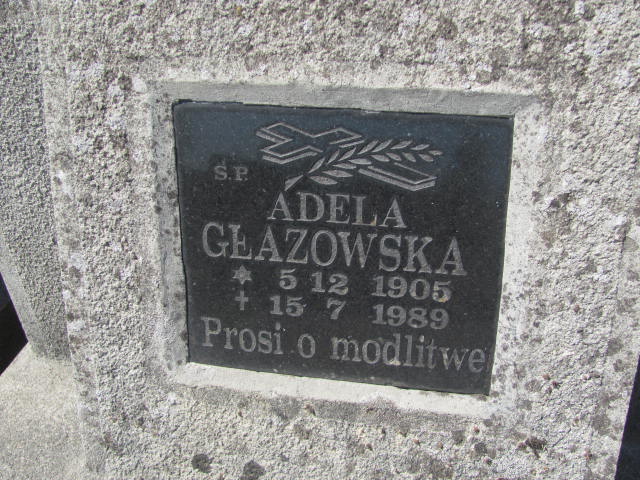 Ś.P.
ADELA
GŁAZOWSKA
* 5 12 1905
† 15 7 1989
Prosi o modlitwę